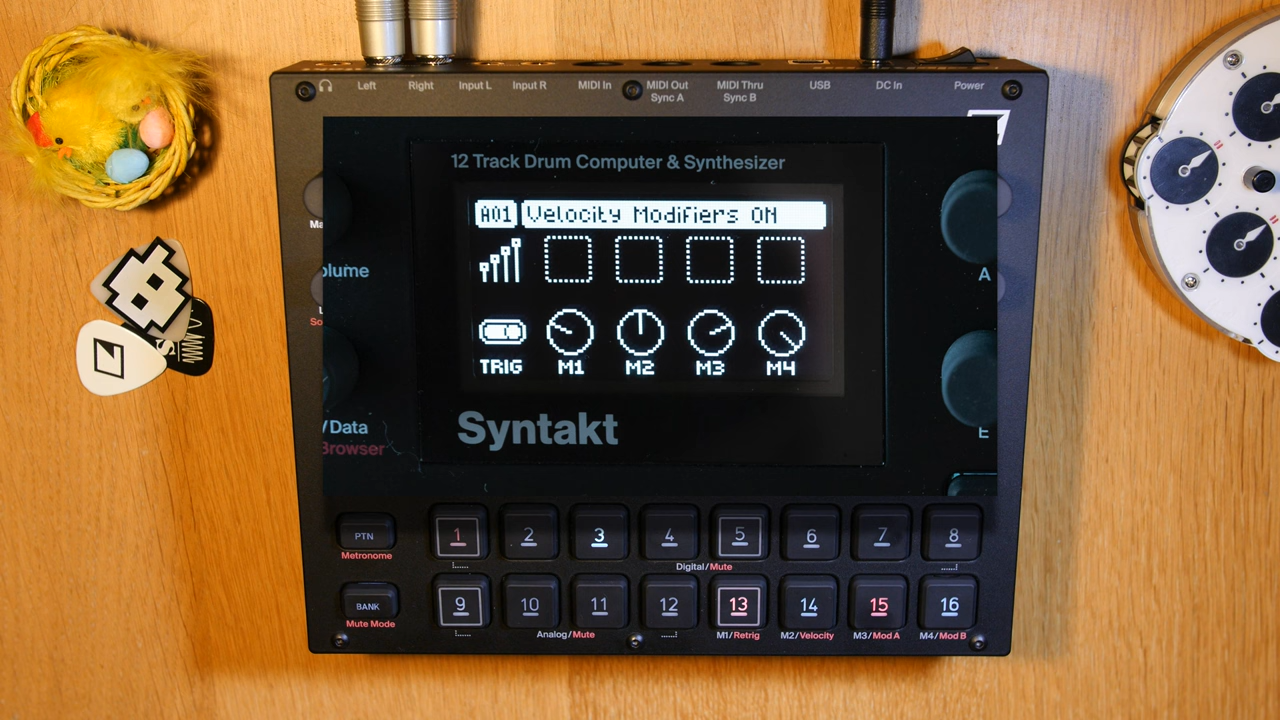 Left Right Input L Input R MIDI In MIDI Out MIDI Thru USB DC In Power
Sync A Sync B
12 Track Drum Computer & Synthesizer
A01 Velocity Modifiers ON
Ma
olume
L
So
A
TRIG M1 M2 M3 M4
Syntakt
/Data
Browser
E
PTN 1 2 3 4 5 6 7 8
Metronome
Digital/Mute
BANK 9 10 11 12 13 14 15 16
Mute Mode
Analog/Mute M1/Retrig M2/Velocity M3/Mod A M4/Mod B